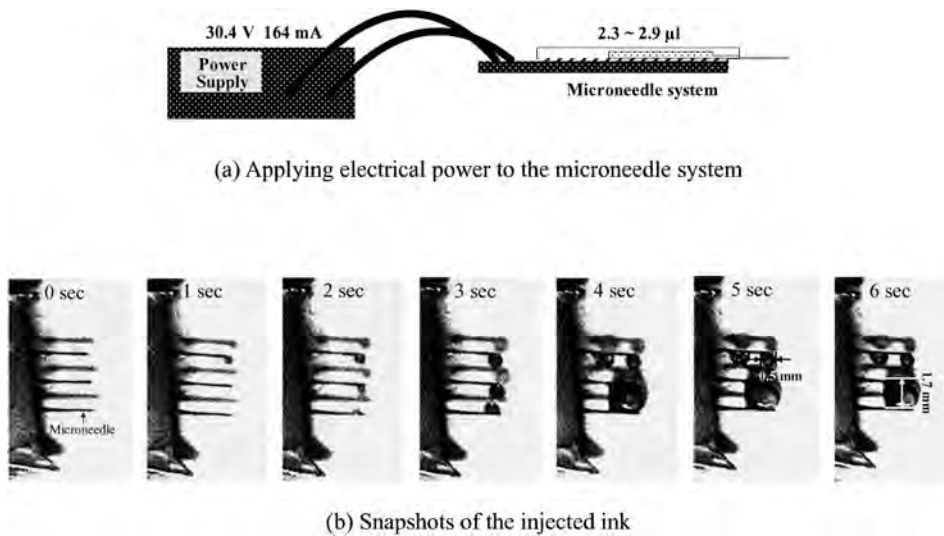 30.4 V 164 mA
2.3 ~ 2.9 μl
Power
Supply
Microneedle system
(a) Applying electrical power to the microneedle system
0 sec
1 sec
2 sec
3 sec
4 sec
5 sec
6 sec
Microneedle
0.5 mm
1.7 mm
(b) Snapshots of the injected ink